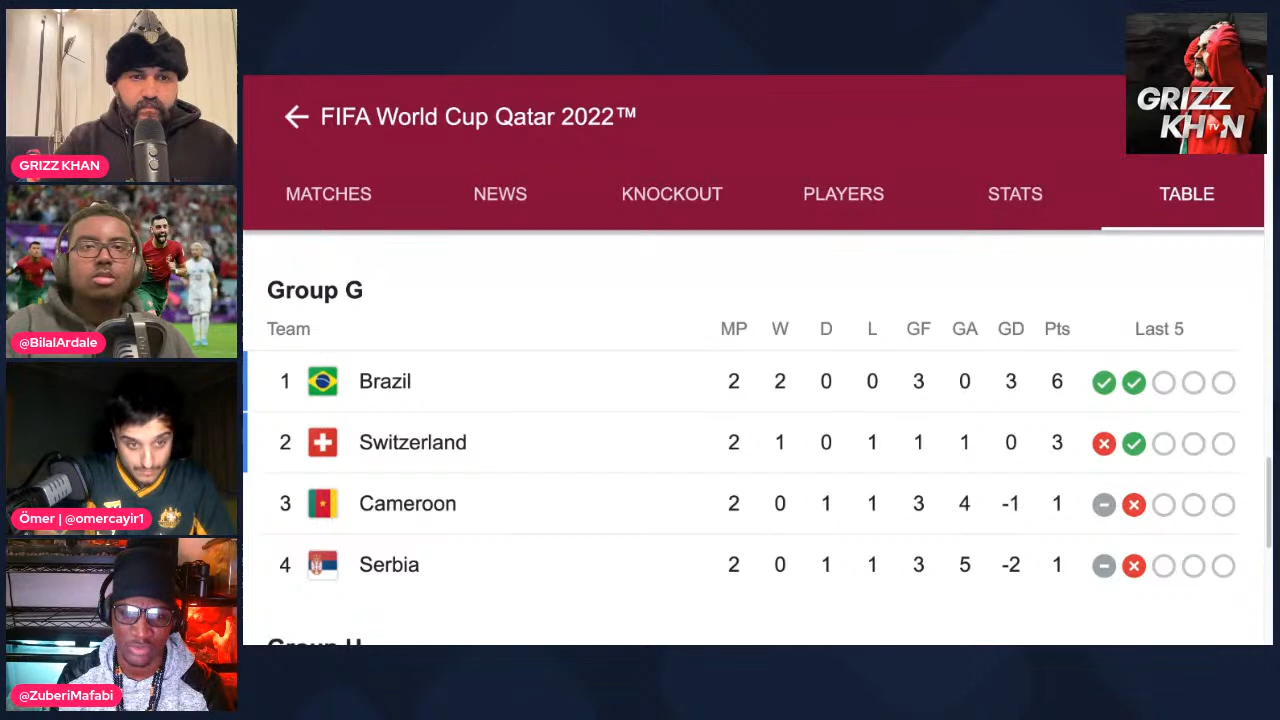 GRIZZ KHAN
@BilalArdale
Ömer | @omercayir1
@ZuberiMafabi
GRIZZ
KHAN
TV
← FIFA World Cup Qatar 2022™
MATCHES NEWS KNOCKOUT PLAYERS STATS TABLE
Group G
Team MP W D L GF GA GD Pts Last 5
1 Brazil 2 2 0 0 3 0 3 6
2 Switzerland 2 1 0 1 1 1 0 3
3 Cameroon 2 0 1 1 3 4 -1 1
4 Serbia 2 0 1 1 3 5 -2 1
Group H